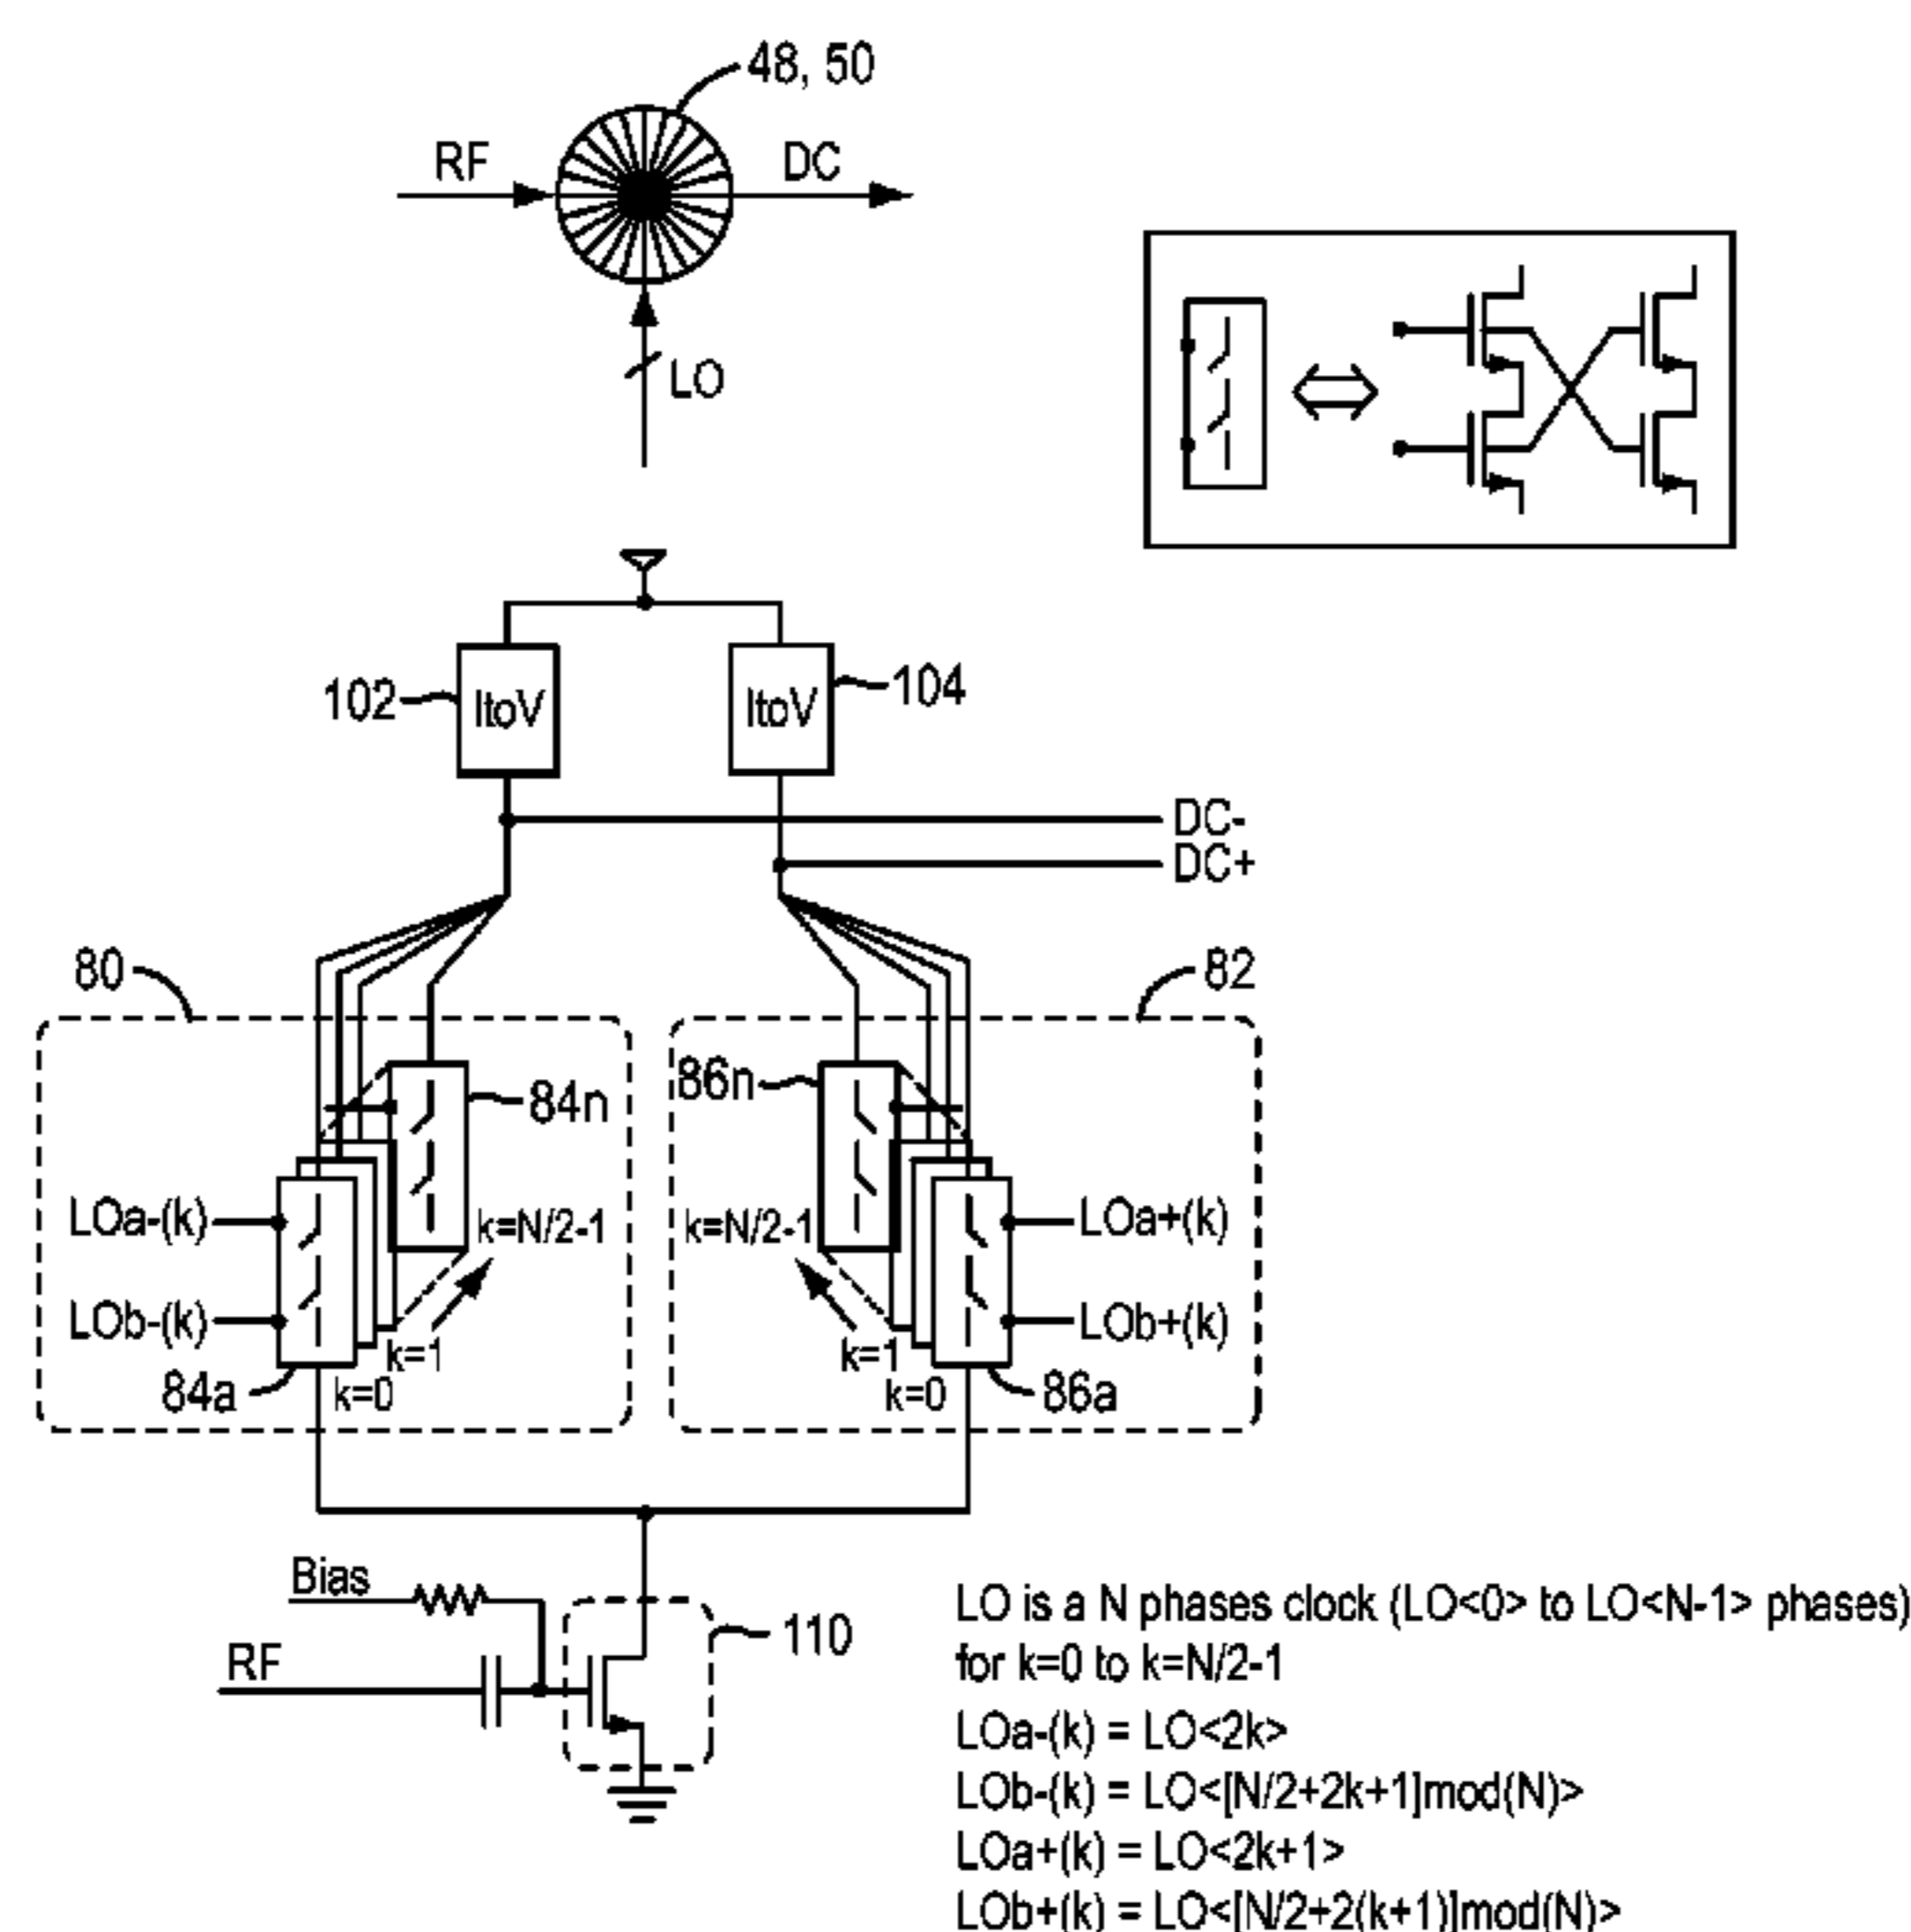 48, 50
RF
DC
LO
102
ItoV
ItoV
104
DC-
DC+
80
82
84n
86n
LOa-(k)
k=N/2-1
k=N/2-1
LOa+(k)
LOb-(k)
LOb+(k)
k=1
k=1
84a
k=0
k=0
86a
Bias
110
RF
LO is a N phases clock (LO<0> to LO<N-1> phases)
for k=0 to k=N/2-1
LOa-(k) = LO<2k>
LOb-(k) = LO<[N/2+2k+1]mod(N)>
LOa+(k) = LO<2k+1>
LOb+(k) = LO<[N/2+2(k+1)]mod(N)>